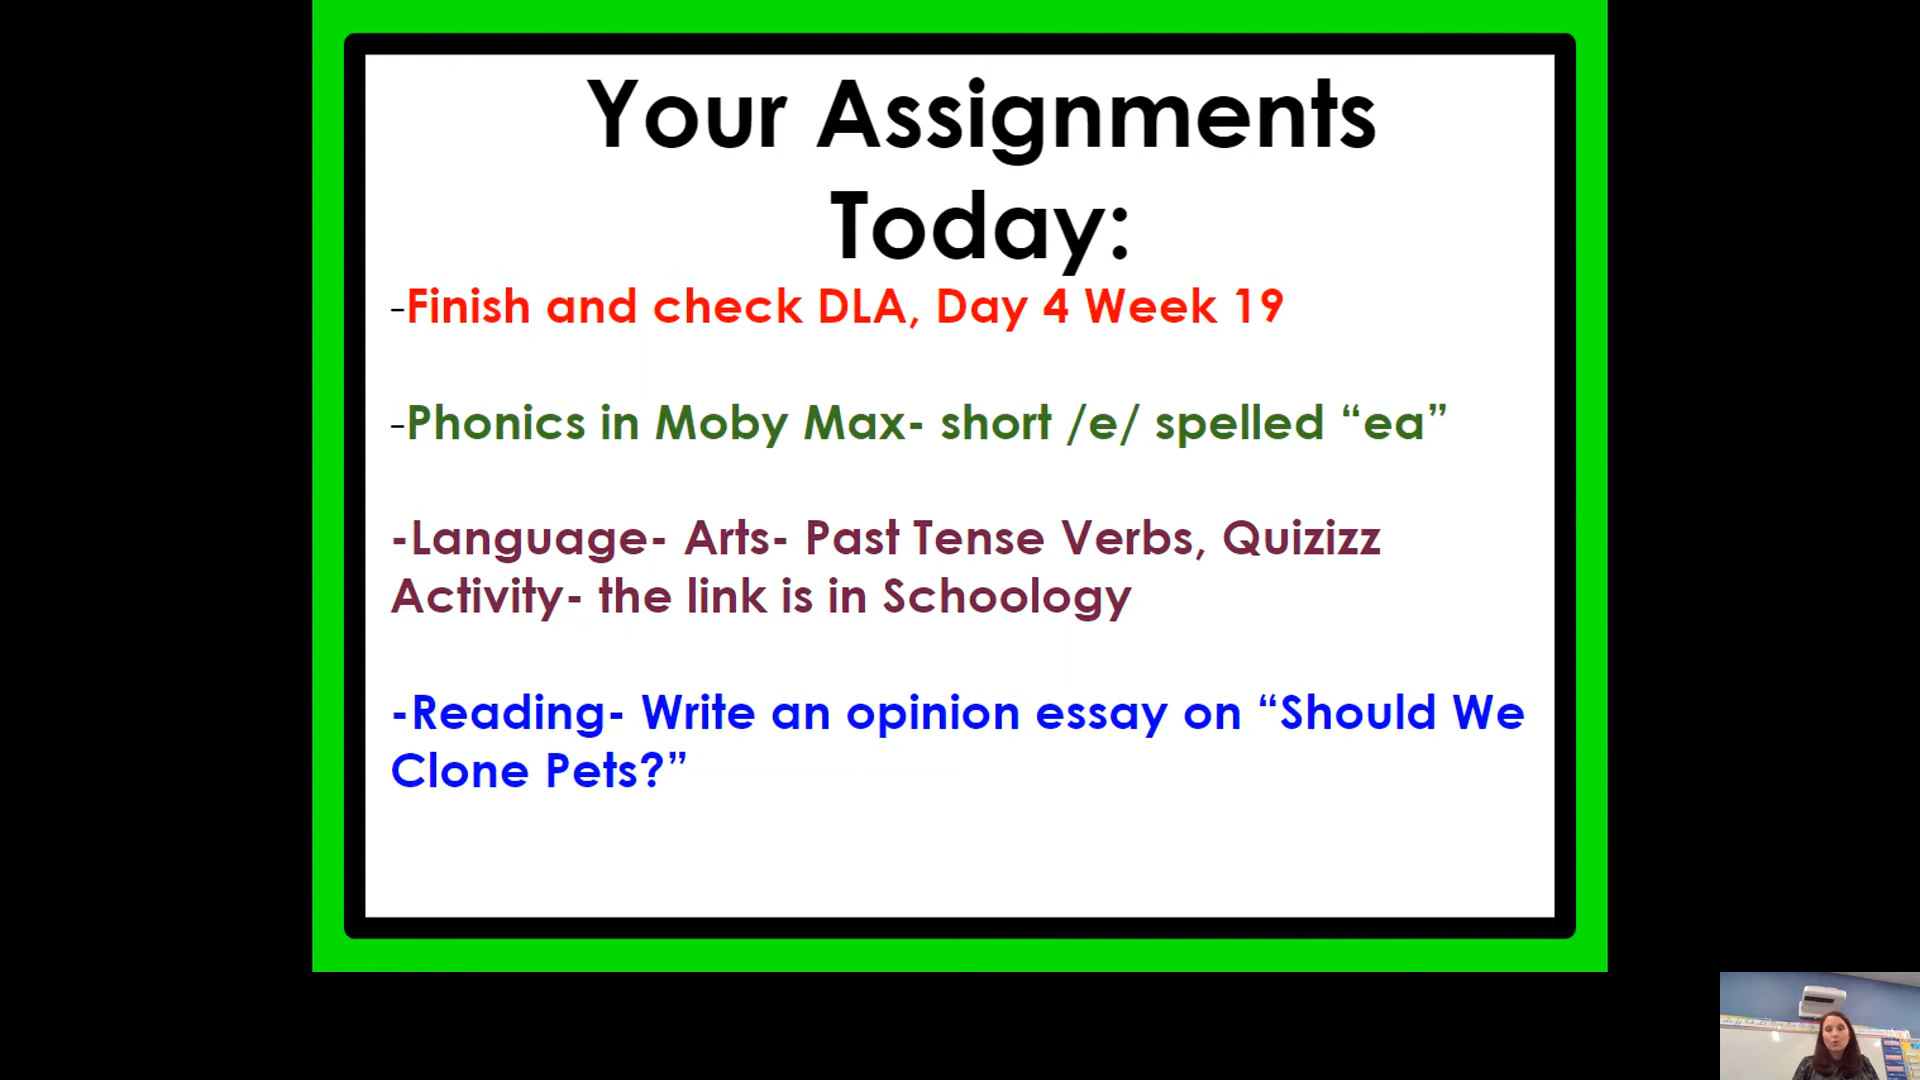 Your Assignments
Today:
-Finish and check DLA, Day 4 Week 19
-Phonics in Moby Max- short /e/ spelled “ea”
-Language- Arts- Past Tense Verbs, Quizizz
Activity- the link is in Schoology
-Reading- Write an opinion essay on “Should We
Clone Pets?”